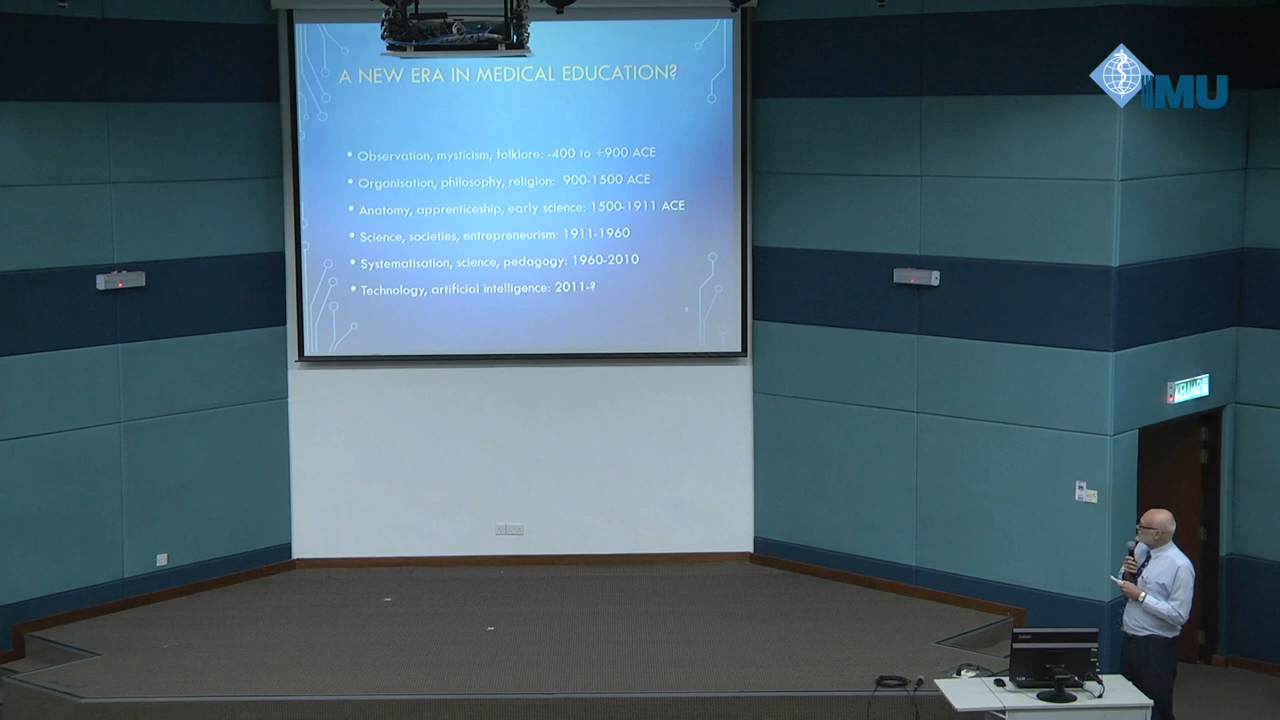 A NEW ERA IN MEDICAL EDUCATION?
IMU
• Observation, mysticism, folklore: -400 to +900 ACE
• Organisation, philosophy, religion: 900-1500 ACE
• Anatomy, apprenticeship, early science: 1500-1911 ACE
• Science, societies, entrepreneurism: 1911-1960
• Systematisation, science, pedagogy: 1960-2010
• Technology, artificial intelligence: 2011-?
KELUAR